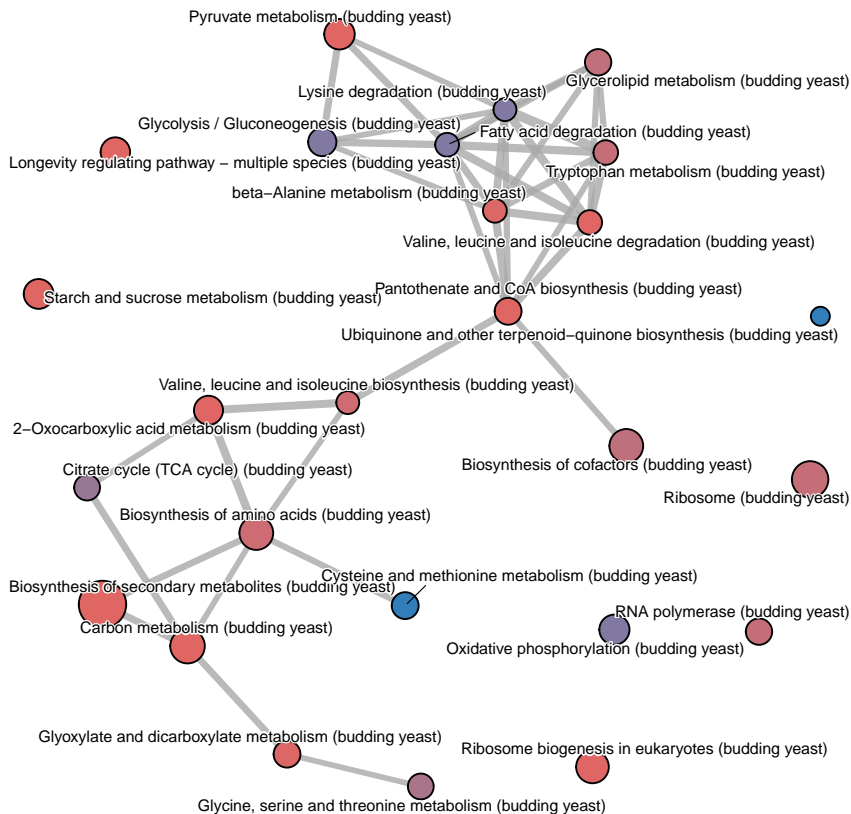 Pyruvate metabolism (budding yeast)
Glycerolipid metabolism (budding yeast)
Lysine degradation (budding yeast)
Glycolysis / Gluconeogenesis (budding yeast)
Fatty acid degradation (budding yeast)
Longevity regulating pathway − multiple species (budding yeast)
Tryptophan metabolism (budding yeast)
beta−Alanine metabolism (budding yeast)
Valine, leucine and isoleucine degradation (budding yeast)
Pantothenate and CoA biosynthesis (budding yeast)
Starch and sucrose metabolism (budding yeast)
Ubiquinone and other terpenoid−quinone biosynthesis (budding yeast)
Valine, leucine and isoleucine biosynthesis (budding yeast)
2−Oxocarboxylic acid metabolism (budding yeast)
Biosynthesis of cofactors (budding yeast)
Citrate cycle (TCA cycle) (budding yeast)
Ribosome (budding yeast)
Biosynthesis of amino acids (budding yeast)
Cysteine and methionine metabolism (budding yeast)
Biosynthesis of secondary metabolites (budding yeast)
RNA polymerase (budding yeast)
Carbon metabolism (budding yeast)
Oxidative phosphorylation (budding yeast)
Glyoxylate and dicarboxylate metabolism (budding yeast)
Ribosome biogenesis in eukaryotes (budding yeast)
Glycine, serine and threonine metabolism (budding yeast)